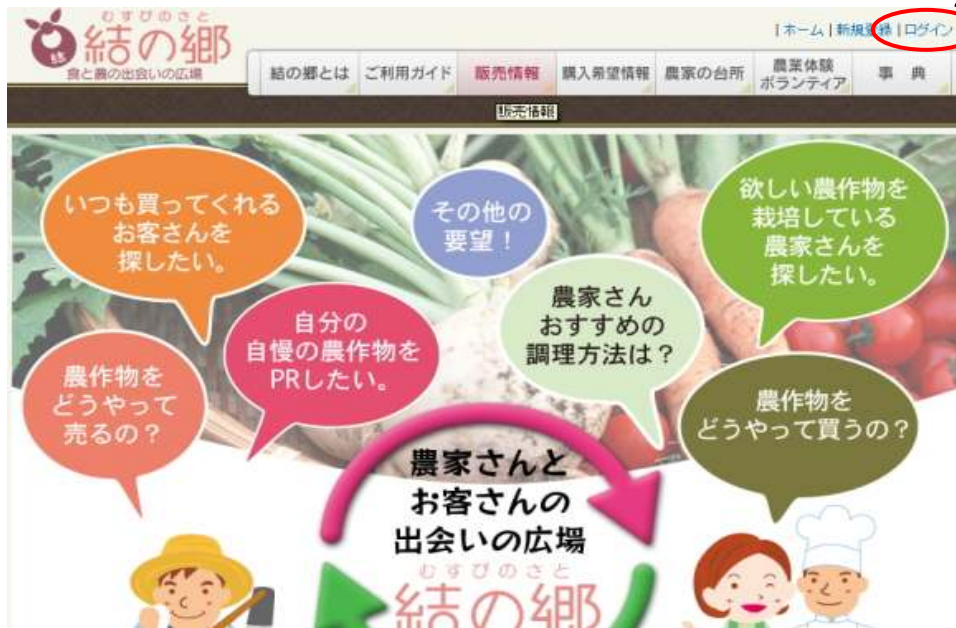 むすびのさと
結の郷
食と農の出会いの広場
|ホーム|新規登録|ログイン
結の郷とは
ご利用ガイド
販売情報
購入希望情報
農家の台所
農業体験
ボランティア
事 典
販売情報
いつも買ってくれる
お客さんを
探したい。
その他の
要望!
欲しい農作物を
栽培している
農家さんを
探したい。
自分の
自慢の農作物を
PRしたい。
農家さん
おすすめの
調理方法は?
農作物を
どうやって
売るの?
農作物を
どうやって買うの?
農家さんと
お客さんの
出会いの広場
むすびのさと
結の郷